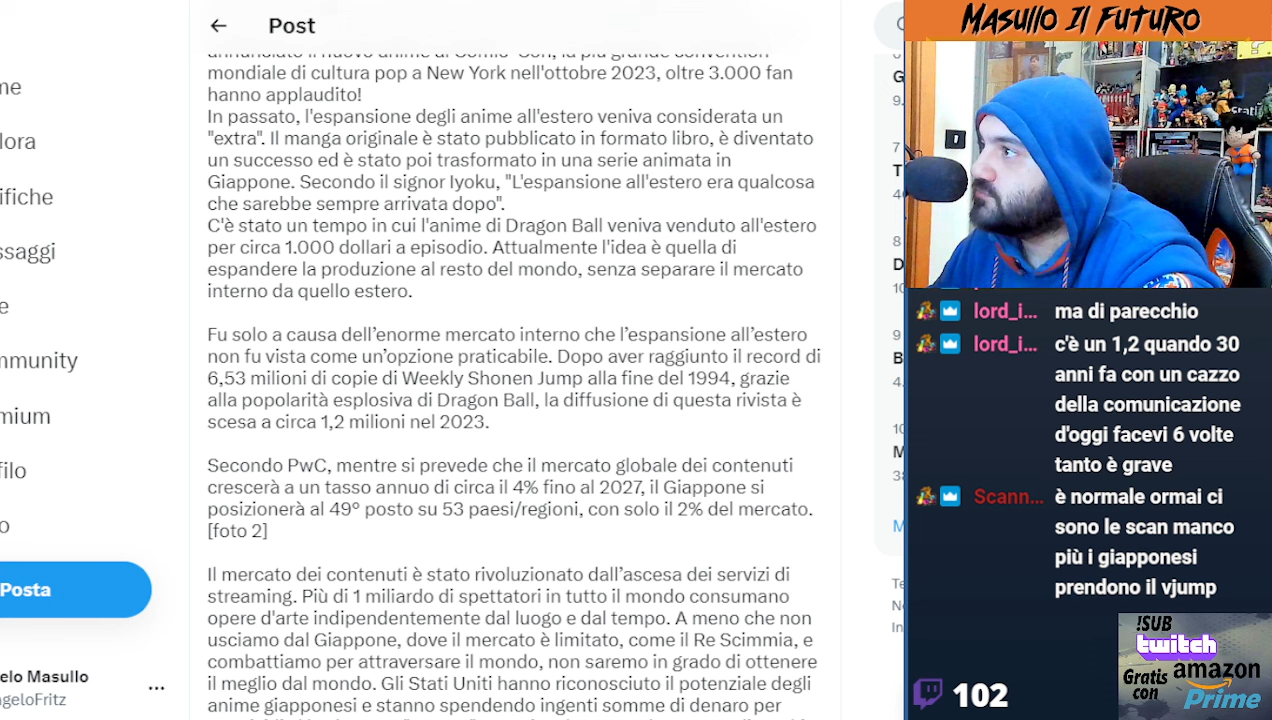 Post
mondiale di cultura pop a New York nell'ottobre 2023, oltre 3.000 fan
hanno applaudito!
In passato, l'espansione degli anime all'estero veniva considerata un
"extra". Il manga originale è stato pubblicato in formato libro, è diventato
un successo ed è stato poi trasformato in una serie animata in
Giappone. Secondo il signor Iyoku, "L'espansione all'estero era qualcosa
che sarebbe sempre arrivata dopo".
C'è stato un tempo in cui l'anime di Dragon Ball veniva venduto all'estero
per circa 1.000 dollari a episodio. Attualmente l'idea è quella di
espandere la produzione al resto del mondo, senza separare il mercato
interno da quello estero.
Fu solo a causa dell’enorme mercato interno che l’espansione all’estero
non fu vista come un’opzione praticabile. Dopo aver raggiunto il record di
6,53 milioni di copie di Weekly Shonen Jump alla fine del 1994, grazie
alla popolarità esplosiva di Dragon Ball, la diffusione di questa rivista è
scesa a circa 1,2 milioni nel 2023.
Secondo PwC, mentre si prevede che il mercato globale dei contenuti
crescerà a un tasso annuo di circa il 4% fino al 2027, il Giappone si
posizionerà al 49° posto su 53 paesi/regioni, con solo il 2% del mercato.
[foto 2]
Il mercato dei contenuti è stato rivoluzionato dall’ascesa dei servizi di
streaming. Più di 1 miliardo di spettatori in tutto il mondo consumano
opere d'arte indipendentemente dal luogo e dal tempo. A meno che non
usciamo dal Giappone, dove il mercato è limitato, come il Re Scimmia, e
combattiamo per attraversare il mondo, non saremo in grado di ottenere
il meglio dal mondo. Gli Stati Uniti hanno riconosciuto il potenziale degli
anime giapponesi e stanno spendendo ingenti somme di denaro per
me
lora
ifiche
ssaggi
e
mmunity
mium
filo
o
Posta
elo Masullo
...
ngeloFritz
MASULLO IL FUTURO
lord_i... ma di parecchio
lord_i... c'è un 1,2 quando 30
anni fa con un cazzo
della comunicazione
d'oggi facevi 6 volte
tanto è grave
Scann... è normale ormai ci
sono le scan manco
più i giapponesi
prendono il vjump
102
!SUB
twitch
Gratis
con
amazon
Prime